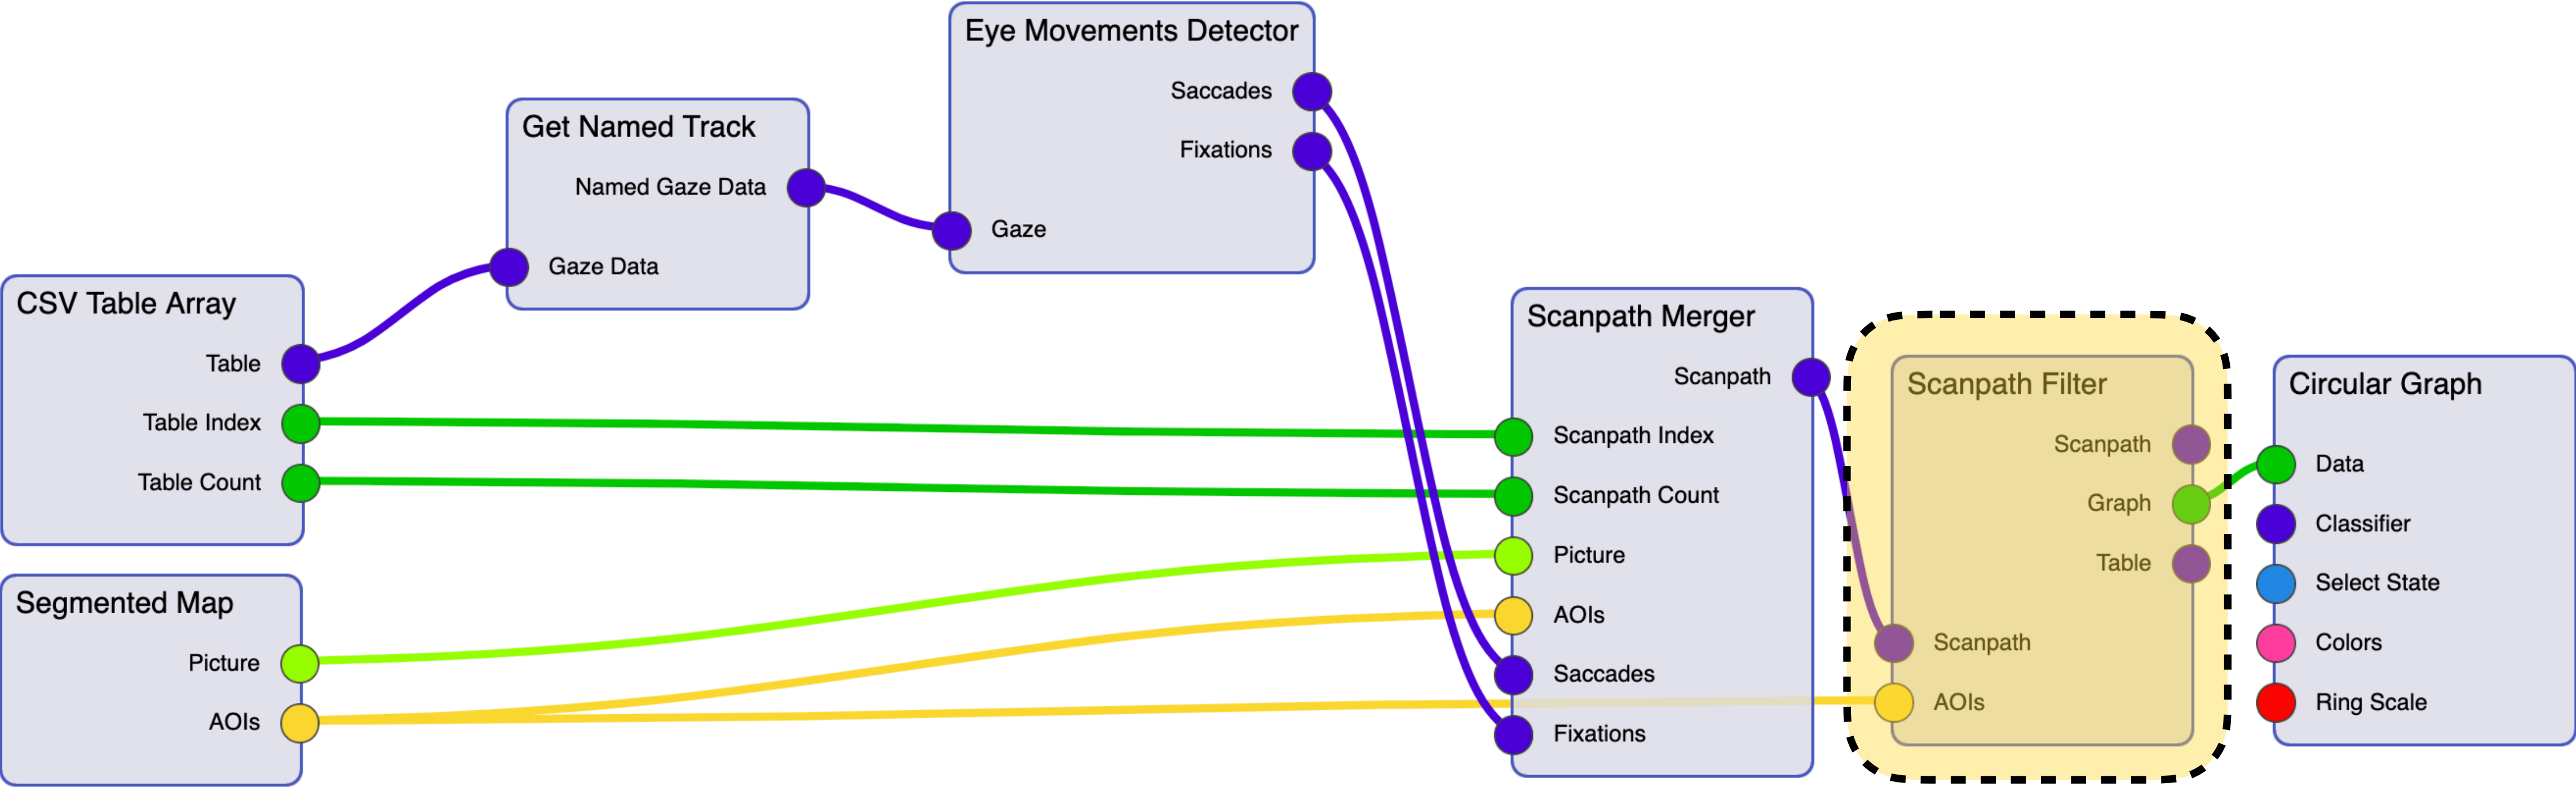 CSV Table Array
Table
Table Index
Table Count
Segmented Map
Picture
AOIs
Get Named Track
Named Gaze Data
Gaze Data
Eye Movements Detector
Saccades
Fixations
Gaze
Scanpath Merger
Scanpath
Scanpath Index
Scanpath Count
Picture
AOIs
Saccades
Fixations
Scanpath Filter
Scanpath
Graph
Table
Scanpath
AOIs
Circular Graph
Data
Classifier
Select State
Colors
Ring Scale